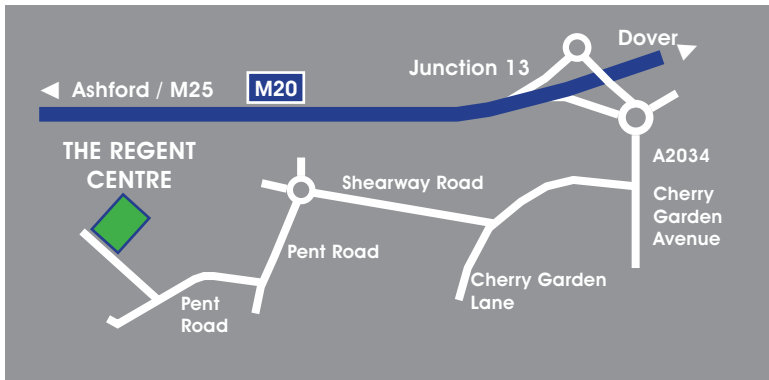 Dover
Junction 13
Ashford / M25
M20
THE REGENT
CENTRE
A2034
Shearway Road
Cherry
Garden
Avenue
Pent Road
Cherry Garden
Lane
Pent
Road